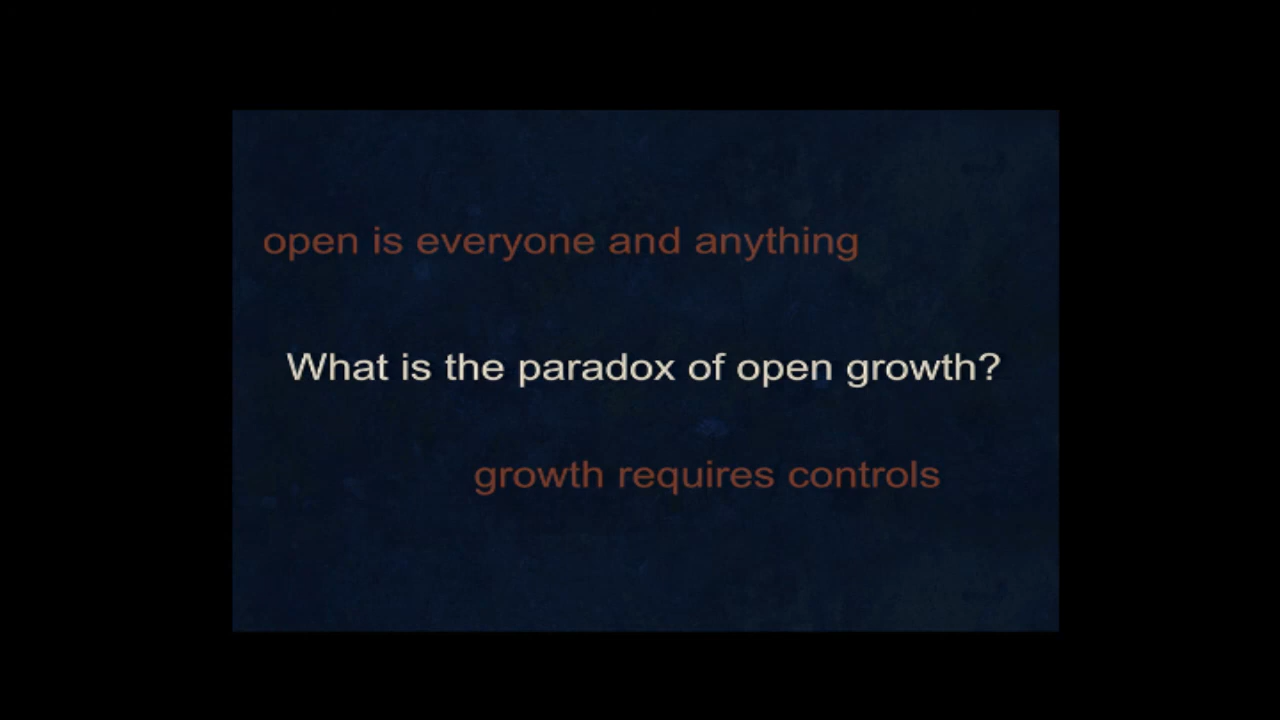 open is everyone and anything
What is the paradox of open growth?
growth requires controls